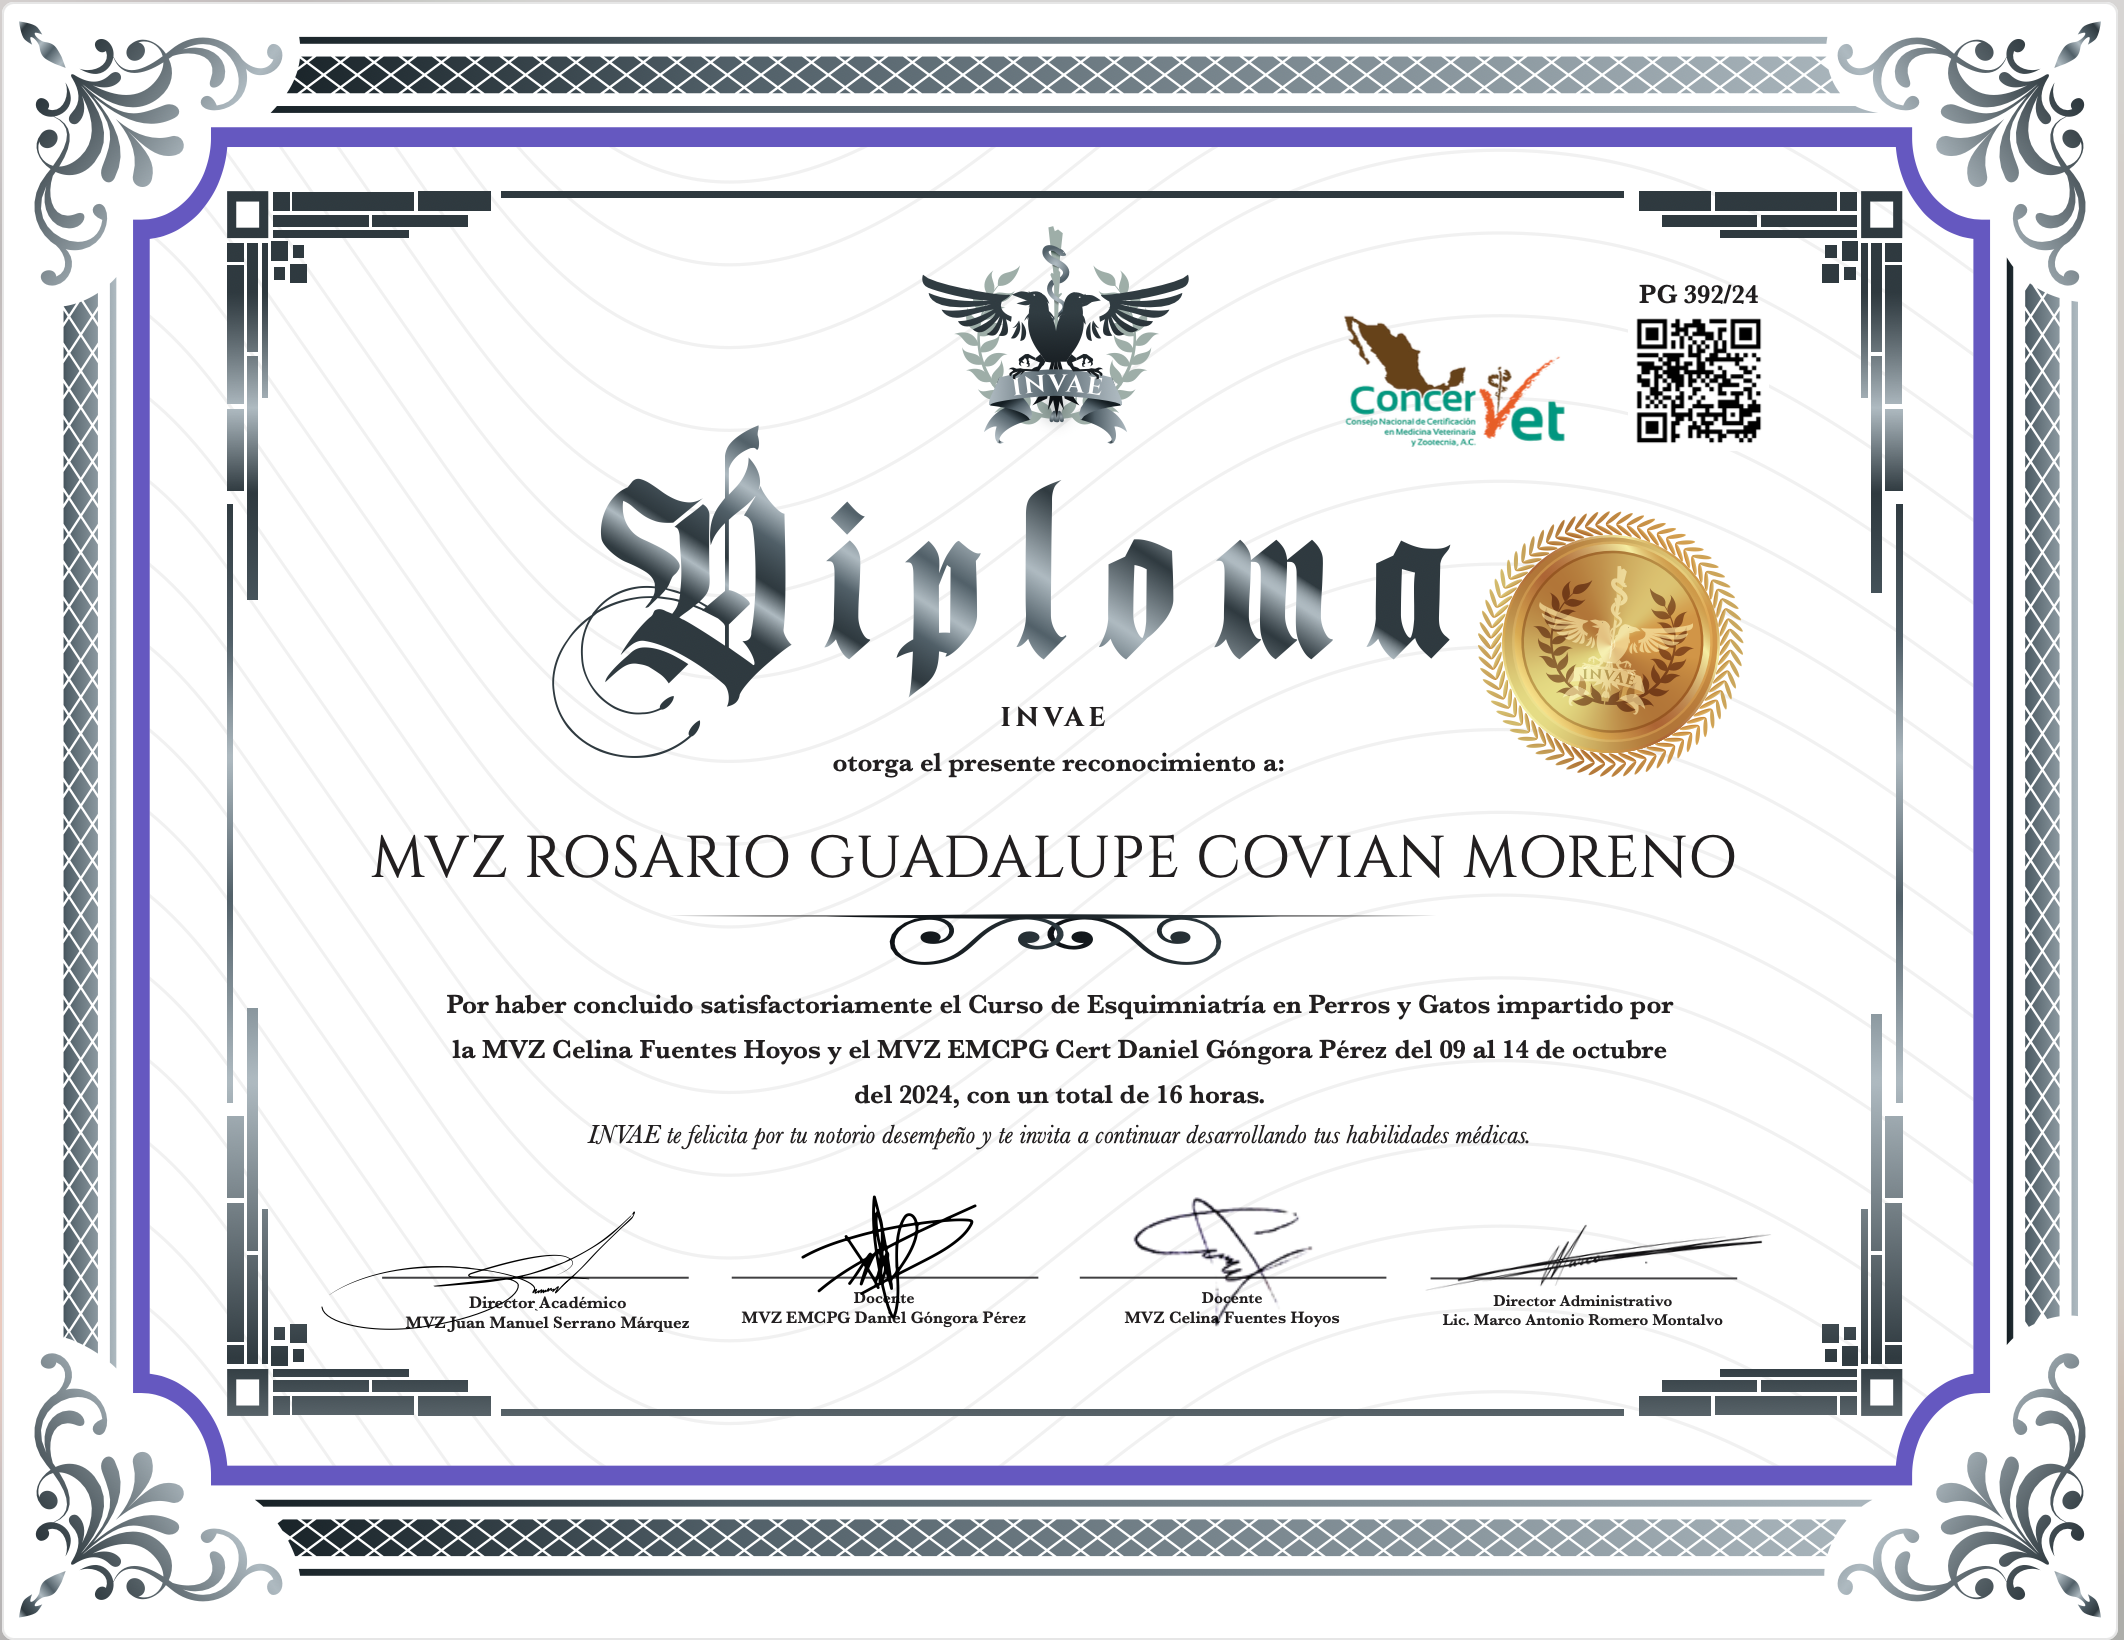 INVAE
PG 392/24
ConcerVet
Consejo Nacional de Certificación
en Medicina Veterinaria
y Zootecnia, A.C.
Diploma
INVAE
INVAE
otorga el presente reconocimiento a:
MVZ ROSARIO GUADALUPE COVIAN MORENO
Por haber concluido satisfactoriamente el Curso de Esquimniatría en Perros y Gatos impartido por
la MVZ Celina Fuentes Hoyos y el MVZ EMCPG Cert Daniel Góngora Pérez del 09 al 14 de octubre
del 2024, con un total de 16 horas.
INVAE te felicita por tu notorio desempeño y te invita a continuar desarrollando tus habilidades médicas.
Director Académico
MVZ Juan Manuel Serrano Márquez
Docente
MVZ EMCPG Daniel Góngora Pérez
Docente
MVZ Celina Fuentes Hoyos
Director Administrativo
Lic. Marco Antonio Romero Montalvo